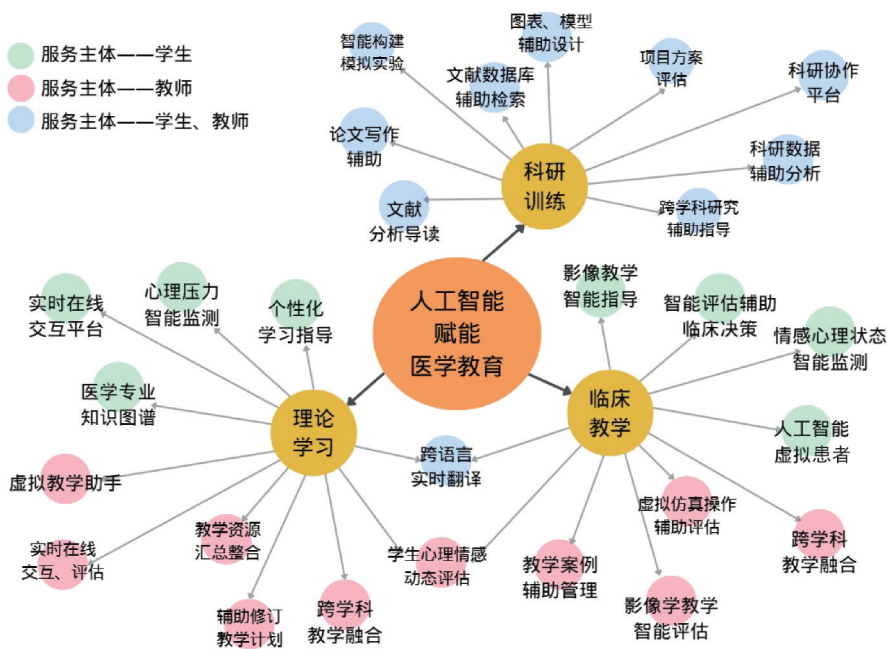 服务主体——学生
服务主体——教师
服务主体——学生、教师
智能构建
模拟实验
图表、模型
辅助设计
文献数据库
辅助检索
项目方案
评估
科研协作
平台
论文写作
辅助
科研
训练
科研数据
辅助分析
文献
分析导读
跨学科研究
辅助指导
人工智能
赋能
医学教育
实时在线
交互平台
心理压力
智能监测
个性化
学习指导
影像教学
智能指导
智能评估辅助
临床决策
情感心理状态
智能监测
医学专业
知识图谱
理论
学习
临床
教学
人工智能
虚拟患者
跨语言
实时翻译
虚拟教学助手
实时在线
交互、评估
教学资源
汇总整合
辅助修订
教学计划
跨学科
教学融合
学生心理情感
动态评估
教学案例
辅助管理
虚拟仿真操作
辅助评估
影像学教学
智能评估
跨学科
教学融合